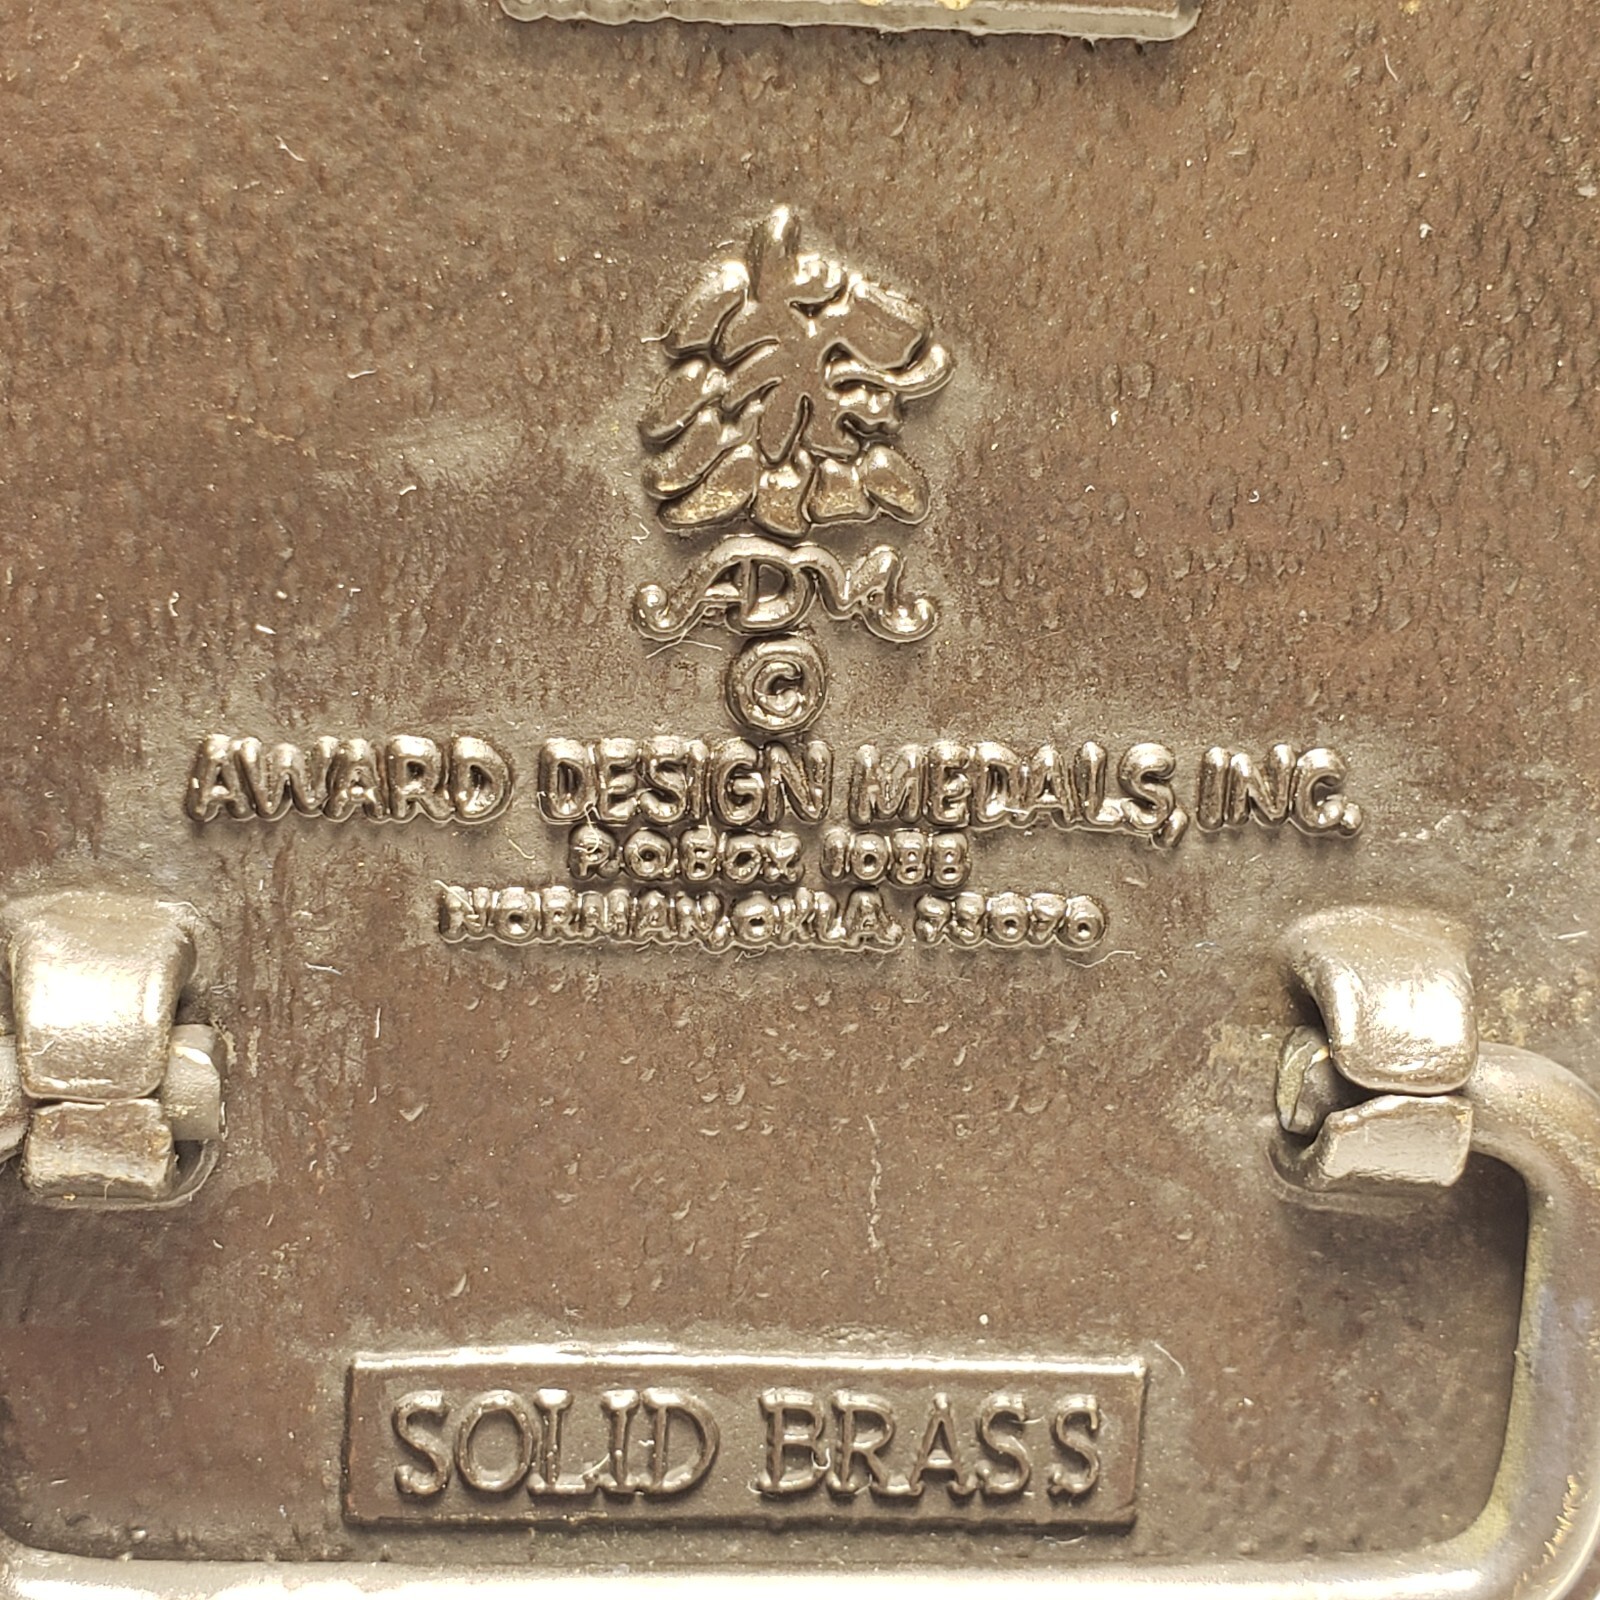 ADM
©
AWARD DESIGN MEDALS, INC.
P.O. BOX 1088
NORMAN, OKLA. 73070
SOLID BRASS